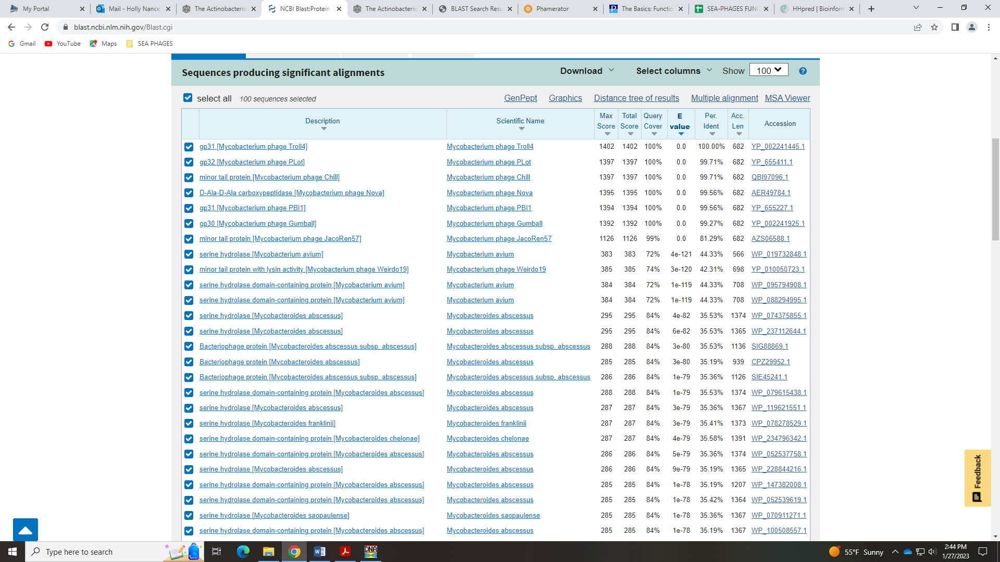 My Portal
Mail - Holly Nance
The Actinobacterio
NCBI Blast:Protein
The Actinobacterio
BLAST Search Resu
Phamerator
The Basics: Functio
SEA-PHAGES FUNC
HHpred | Bioinform
blast.ncbi.nlm.nih.gov/Blast.cgi
Gmail YouTube Maps SEA PHAGES
Sequences producing significant alignments Download Select columns Show 100
select all 100 sequences selected GenPept Graphics Distance tree of results Multiple alignment MSA Viewer
Description Scientific Name Max Score Total Score Query Cover E value Per. Ident Acc. Len Accession
gp31 [Mycobacterium phage Troll4] Mycobacterium phage Troll4 1402 1402 100% 0.0 100.00% 682 YP_002241445.1
gp32 [Mycobacterium phage PLot] Mycobacterium phage PLot 1397 1397 100% 0.0 99.71% 682 YP_655411.1
minor tail protein [Mycobacterium phage Chill] Mycobacterium phage Chill 1397 1397 100% 0.0 99.71% 682 QBI97096.1
D-Ala-D-Ala carboxypeptidase [Mycobacterium phage Nova] Mycobacterium phage Nova 1395 1395 100% 0.0 99.56% 682 AER49784.1
gp31 [Mycobacterium phage PBI1] Mycobacterium phage PBI1 1394 1394 100% 0.0 99.56% 682 YP_655227.1
gp30 [Mycobacterium phage Gumball] Mycobacterium phage Gumball 1392 1392 100% 0.0 99.27% 682 YP_002241925.1
minor tail protein [Mycobacterium phage JacoRen57] Mycobacterium phage JacoRen57 1126 1126 99% 0.0 81.29% 682 AZS06588.1
serine hydrolase [Mycobacterium avium] Mycobacterium avium 383 383 72% 4e-121 44.33% 566 WP_019732848.1
minor tail protein with lysin activity [Mycobacterium phage Weirdo19] Mycobacterium phage Weirdo19 385 385 74% 3e-120 42.31% 698 YP_010050723.1
serine hydrolase domain-containing protein [Mycobacterium avium] Mycobacterium avium 384 384 72% 1e-119 44.33% 708 WP_095794908.1
serine hydrolase domain-containing protein [Mycobacterium avium] Mycobacterium avium 384 384 72% 1e-119 44.33% 708 WP_088294995.1
serine hydrolase [Mycobacteroides abscessus] Mycobacteroides abscessus 295 295 84% 4e-82 35.53% 1374 WP_074375855.1
serine hydrolase [Mycobacteroides abscessus] Mycobacteroides abscessus 295 295 84% 6e-82 35.53% 1365 WP_237112644.1
Bacteriophage protein [Mycobacteroides abscessus subsp. abscessus] Mycobacteroides abscessus subsp. abscessus 288 288 84% 3e-80 35.53% 1136 SIG88869.1
Bacteriophage protein [Mycobacteroides abscessus] Mycobacteroides abscessus 285 285 84% 3e-80 35.19% 939 CPZ29952.1
Bacteriophage protein [Mycobacteroides abscessus subsp. abscessus] Mycobacteroides abscessus subsp. abscessus 286 286 84% 1e-79 35.36% 1126 SIE45241.1
serine hydrolase domain-containing protein [Mycobacteroides abscessus] Mycobacteroides abscessus 288 288 84% 1e-79 35.53% 1374 WP_079615438.1
serine hydrolase [Mycobacteroides abscessus] Mycobacteroides abscessus 287 287 84% 3e-79 35.36% 1367 WP_119621551.1
serine hydrolase [Mycobacteroides franklinii] Mycobacteroides franklinii 287 287 84% 3e-79 35.41% 1373 WP_078278529.1
serine hydrolase domain-containing protein [Mycobacteroides chelonae] Mycobacteroides chelonae 287 287 84% 4e-79 35.58% 1391 WP_234796342.1
serine hydrolase domain-containing protein [Mycobacteroides abscessus] Mycobacteroides abscessus 286 286 84% 5e-79 35.36% 1374 WP_052537758.1
serine hydrolase [Mycobacteroides abscessus] Mycobacteroides abscessus 286 286 84% 9e-79 35.19% 1365 WP_228844216.1
serine hydrolase domain-containing protein [Mycobacteroides abscessus] Mycobacteroides abscessus 285 285 84% 1e-78 35.19% 1207 WP_147382008.1
serine hydrolase domain-containing protein [Mycobacteroides abscessus] Mycobacteroides abscessus 285 285 84% 1e-78 35.42% 1364 WP_052539619.1
serine hydrolase [Mycobacteroides saopaulense] Mycobacteroides saopaulense 285 285 84% 1e-78 35.36% 1367 WP_070911271.1
serine hydrolase domain-containing protein [Mycobacteroides abscessus] Mycobacteroides abscessus 285 285 84% 1e-78 35.19% 1367 WP_100508557.1
Feedback
Type here to search
DNA
55°F Sunny
2:44 PM
1/27/2023